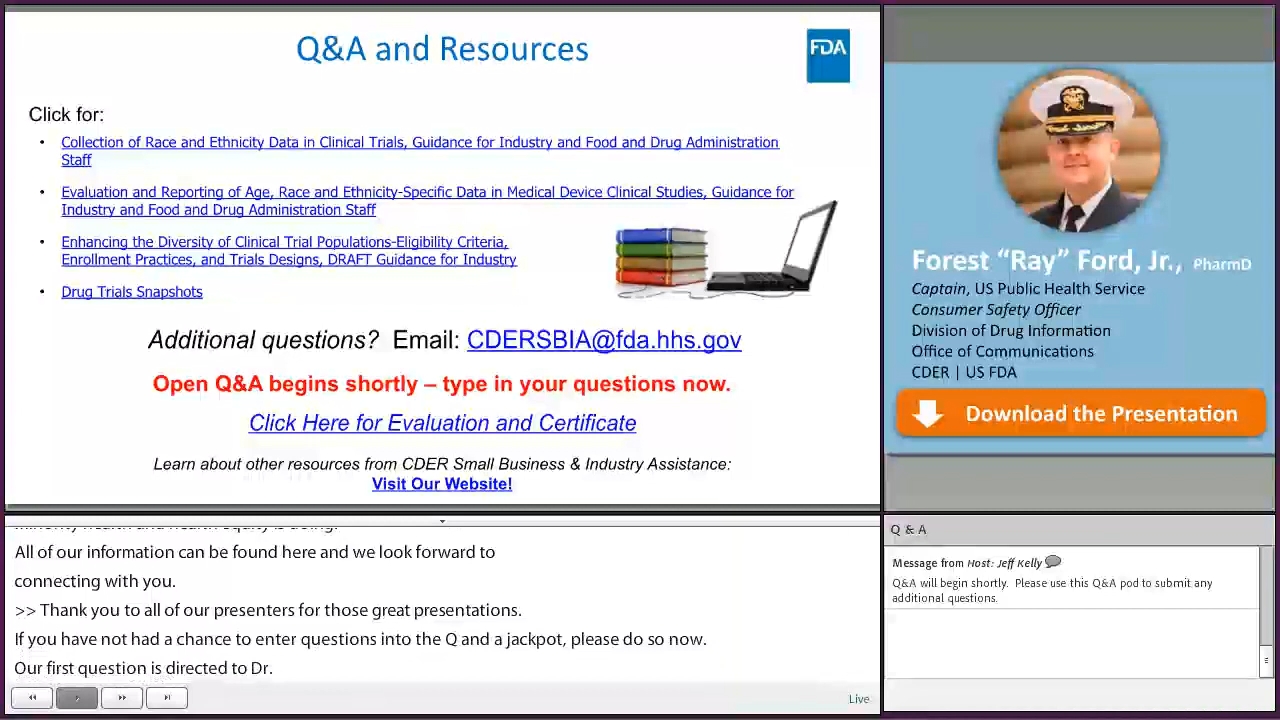 Q&A and Resources
FDA
Click for:
• Collection of Race and Ethnicity Data in Clinical Trials, Guidance for Industry and Food and Drug Administration
Staff
• Evaluation and Reporting of Age, Race and Ethnicity-Specific Data in Medical Device Clinical Studies, Guidance for
Industry and Food and Drug Administration Staff
• Enhancing the Diversity of Clinical Trial Populations-Eligibility Criteria,
Enrollment Practices, and Trials Designs, DRAFT Guidance for Industry
• Drug Trials Snapshots
Additional questions? Email: CDERSBIA@fda.hhs.gov
Open Q&A begins shortly – type in your questions now.
Click Here for Evaluation and Certificate
Learn about other resources from CDER Small Business & Industry Assistance:
Visit Our Website!
Forest “Ray” Ford, Jr., PharmD
Captain, US Public Health Service
Consumer Safety Officer
Division of Drug Information
Office of Communications
CDER | US FDA
Download the Presentation
minority health and health equity is doing.
All of our information can be found here and we look forward to
connecting with you.
>> Thank you to all of our presenters for those great presentations.
If you have not had a chance to enter questions into the Q and a jackpot, please do so now.
Our first question is directed to Dr.
Live
Q & A
Message from Host: Jeff Kelly
Q&A will begin shortly. Please use this Q&A pod to submit any
additional questions.